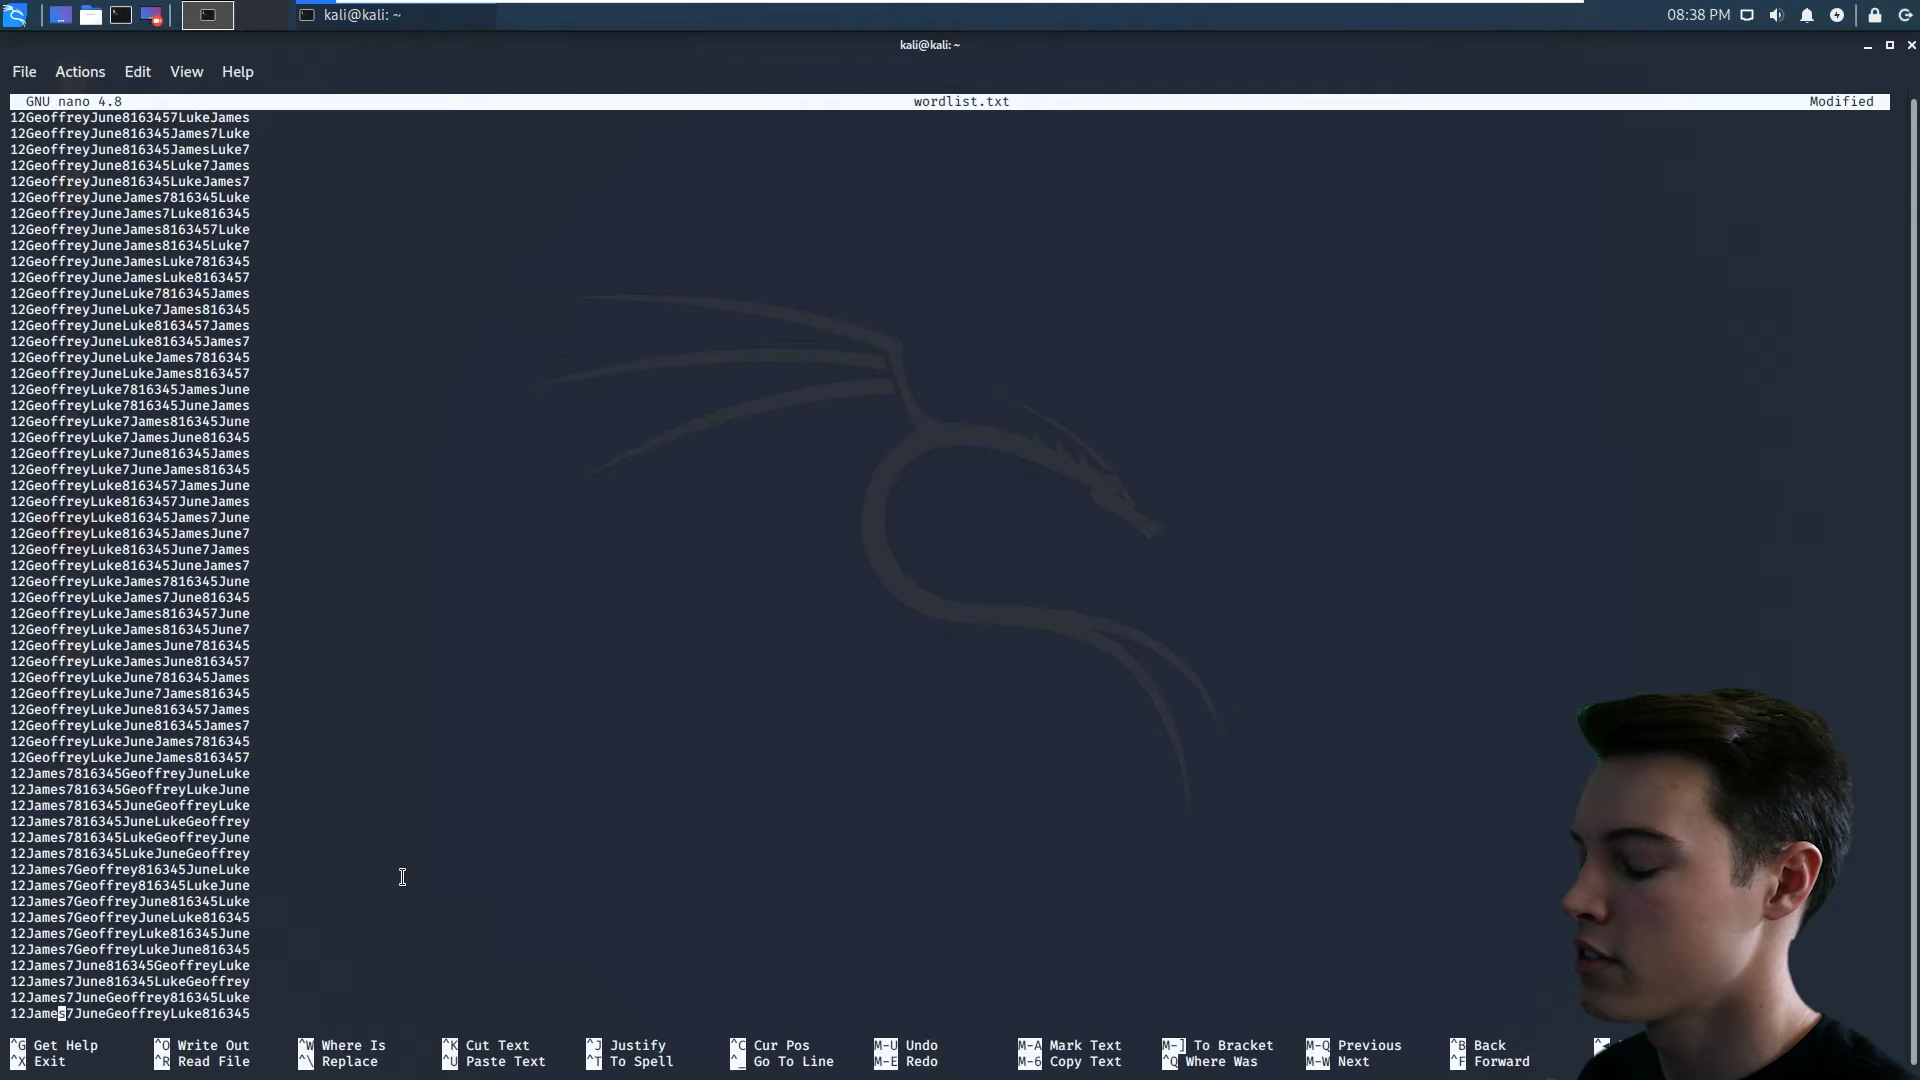 kali@kali: ~
08:38 PM
kali@kali: ~
File Actions Edit View Help
GNU nano 4.8 wordlist.txt Modified
12GeoffreyJune8163457LukeJames
12GeoffreyJune816345James7Luke
12GeoffreyJune816345JamesLuke7
12GeoffreyJune816345Luke7James
12GeoffreyJune816345LukeJames7
12GeoffreyJuneJames7816345Luke
12GeoffreyJuneJames7Luke816345
12GeoffreyJuneJames8163457Luke
12GeoffreyJuneJames816345Luke7
12GeoffreyJuneJamesLuke7816345
12GeoffreyJuneJamesLuke8163457
12GeoffreyJuneLuke7816345James
12GeoffreyJuneLuke7James816345
12GeoffreyJuneLuke8163457James
12GeoffreyJuneLuke816345James7
12GeoffreyJuneLukeJames7816345
12GeoffreyJuneLukeJames8163457
12GeoffreyLuke7816345JamesJune
12GeoffreyLuke7816345JuneJames
12GeoffreyLuke7James816345June
12GeoffreyLuke7JamesJune816345
12GeoffreyLuke7June816345James
12GeoffreyLuke7JuneJames816345
12GeoffreyLuke8163457JamesJune
12GeoffreyLuke8163457JuneJames
12GeoffreyLuke816345James7June
12GeoffreyLuke816345JamesJune7
12GeoffreyLuke816345June7James
12GeoffreyLuke816345JuneJames7
12GeoffreyLukeJames7816345June
12GeoffreyLukeJames7June816345
12GeoffreyLukeJames8163457June
12GeoffreyLukeJames816345June7
12GeoffreyLukeJamesJune7816345
12GeoffreyLukeJamesJune8163457
12GeoffreyLukeJune7816345James
12GeoffreyLukeJune7James816345
12GeoffreyLukeJune8163457James
12GeoffreyLukeJune816345James7
12GeoffreyLukeJuneJames7816345
12GeoffreyLukeJuneJames8163457
12James7816345GeoffreyJuneLuke
12James7816345GeoffreyLukeJune
12James7816345JuneGeoffreyLuke
12James7816345JuneLukeGeoffrey
12James7816345LukeGeoffreyJune
12James7816345LukeJuneGeoffrey
12James7Geoffrey816345JuneLuke
12James7Geoffrey816345LukeJune
12James7GeoffreyJune816345Luke
12James7GeoffreyJuneLuke816345
12James7GeoffreyLuke816345June
12James7GeoffreyLukeJune816345
12James7June816345GeoffreyLuke
12James7June816345LukeGeoffrey
12James7JuneGeoffrey816345Luke
12James7JuneGeoffreyLuke816345
^G Get Help ^O Write Out ^W Where Is ^K Cut Text ^J Justify ^C Cur Pos M-U Undo M-A Mark Text M-] To Bracket M-Q Previous ^B Back
^X Exit ^R Read File ^\ Replace ^U Paste Text ^T To Spell ^_ Go To Line M-E Redo M-6 Copy Text ^Q Where Was M-W Next ^F Forward